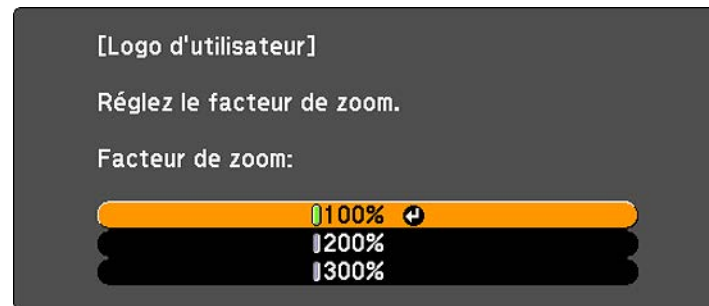 [Logo d'utilisateur]
Réglez le facteur de zoom.
Facteur de zoom:
100%
200%
300%